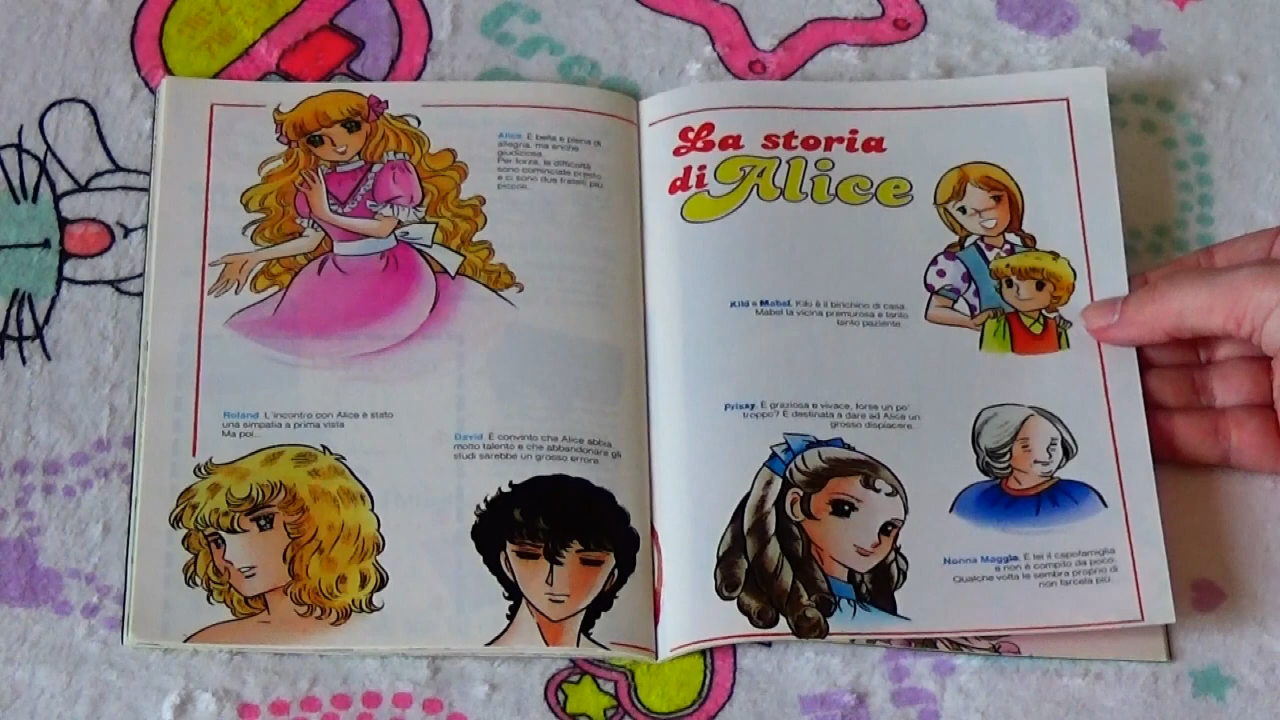 Alice. È bella e piena di
allegria, ma anche
giudiziosa.
Per forza, le difficoltà
sono cominciate presto
e ci sono due fratelli più
piccoli.
Roland. L'incontro con Alice è stato
una simpatia a prima vista.
Ma poi...
David. È convinto che Alice abbia
molto talento e che abbandonare gli
studi sarebbe un grosso errore.
La storia
di Alice
Kiki e Mabel. Kiki è il birichino di casa.
Mabel la vicina premurosa e tanto
tanto paziente.
Prissy. È graziosa e vivace, forse un po'
troppo? È destinata a dare ad Alice un
grosso dispiacere.
Nonna Maggie. È lei il capofamiglia
e non è compito da poco.
Qualche volta le sembra proprio di
non farcela più.